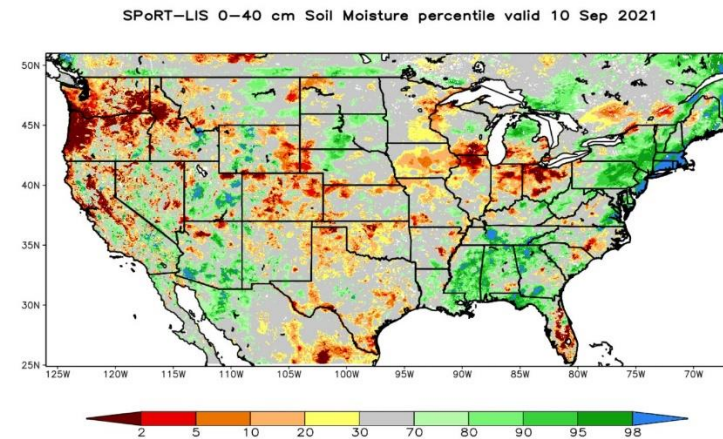 SPoRT-LIS 0-40 cm Soil Moisture percentile valid 10 Sep 2021
50N
45N
40N
35N
30N
25N
125W 120W 115W 110W 105W 100W 95W 90W 85W 80W 75W 70W
2 5 10 20 30 70 80 90 95 98